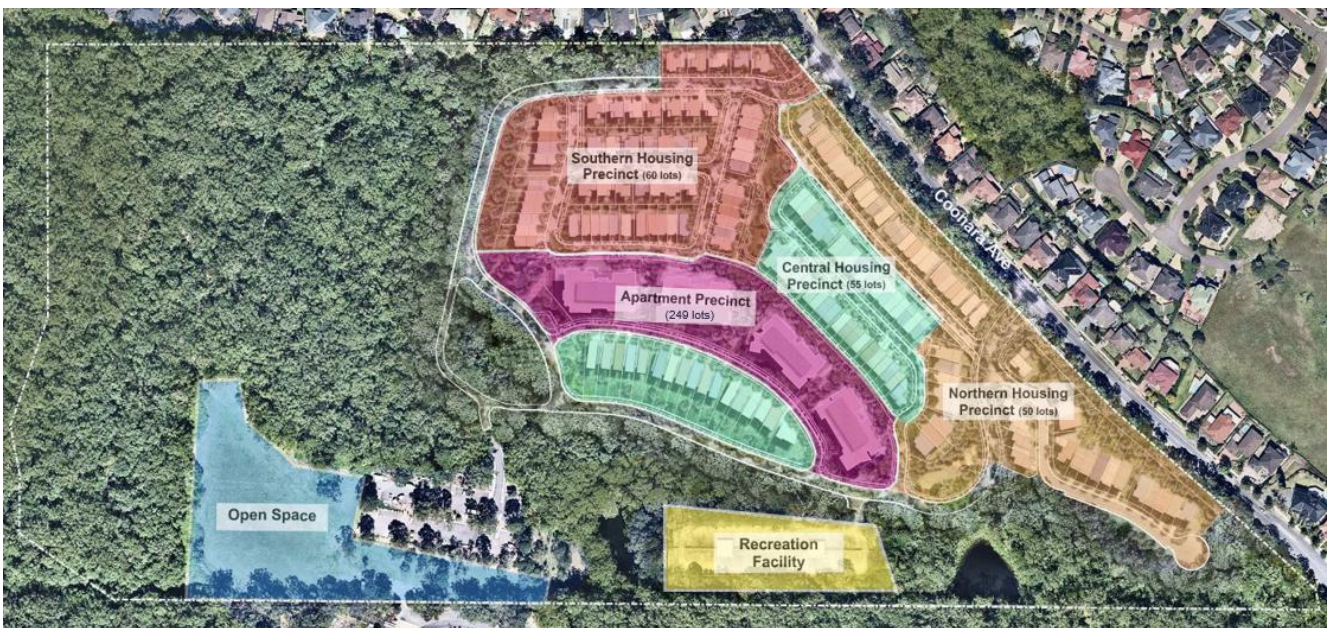 Southern Housing
Precinct (60 lots)
Coonara Ave
Central Housing
Precinct (55 lots)
Apartment Precinct
(249 lots)
Northern Housing
Precinct (50 lots)
Open Space
Recreation
Facility